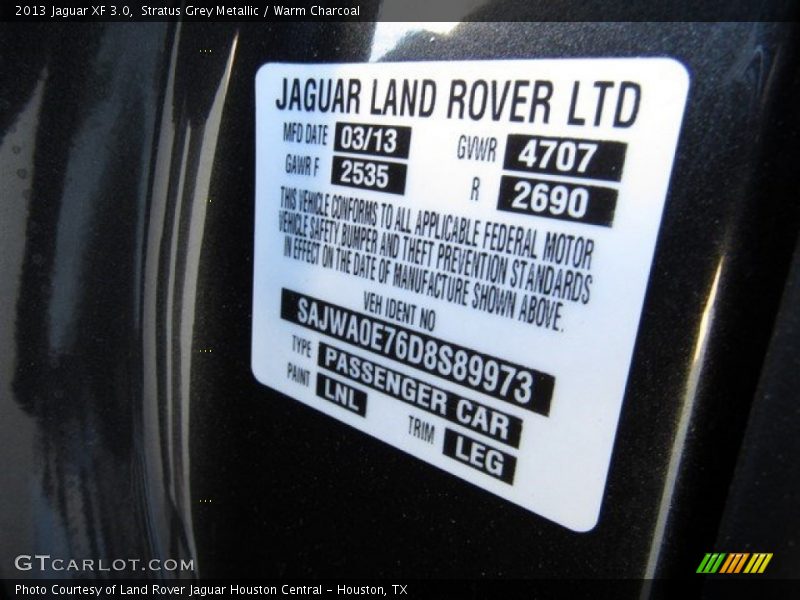 2013 Jaguar XF 3.0, Stratus Grey Metallic / Warm Charcoal
JAGUAR LAND ROVER LTD
MFD DATE 03/13 GVWR 4707
GAWR F 2535 R 2690
THIS VEHICLE CONFORMS TO ALL APPLICABLE FEDERAL MOTOR
VEHICLE SAFETY BUMPER AND THEFT PREVENTION STANDARDS
IN EFFECT ON THE DATE OF MANUFACTURE SHOWN ABOVE.
VEH IDENT NO
SAJWA0E76D8S89973
TYPE PASSENGER CAR
PAINT LNL TRIM LEG
GTCARLOT.COM
Photo Courtesy of Land Rover Jaguar Houston Central - Houston, TX